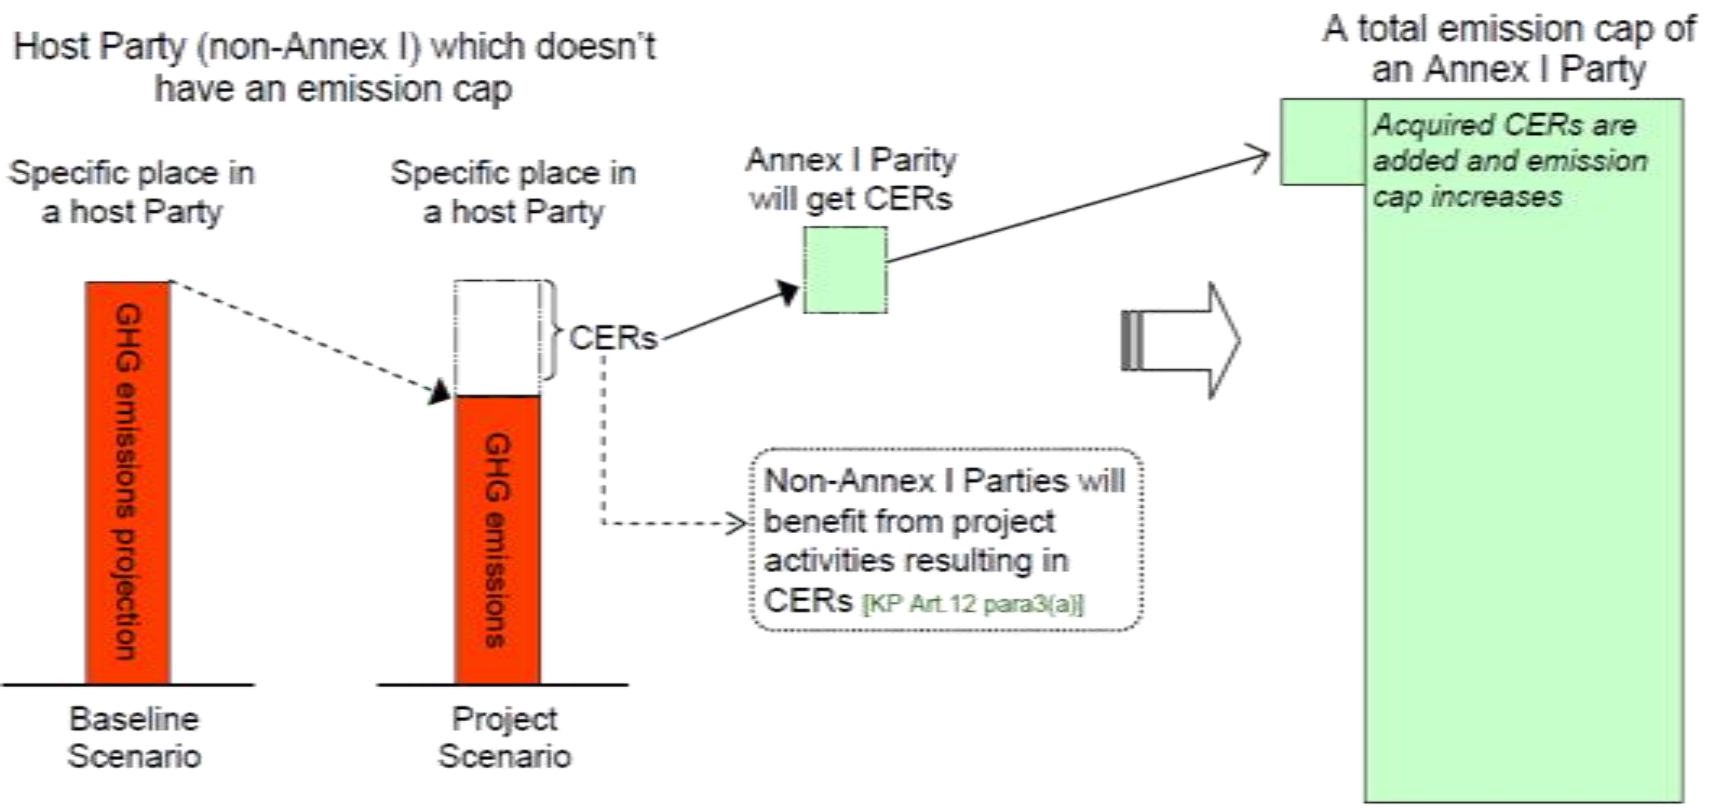 Host Party (non-Annex I) which doesn't
have an emission cap
A total emission cap of
an Annex I Party
Specific place in
a host Party
Specific place in
a host Party
Annex I Parity
will get CERs
Acquired CERs are
added and emission
cap increases
GHG emissions projection
GHG emissions
CERs
Non-Annex I Parties will
benefit from project
activities resulting in
CERs [KP Art.12 para3(a)]
Baseline
Scenario
Project
Scenario